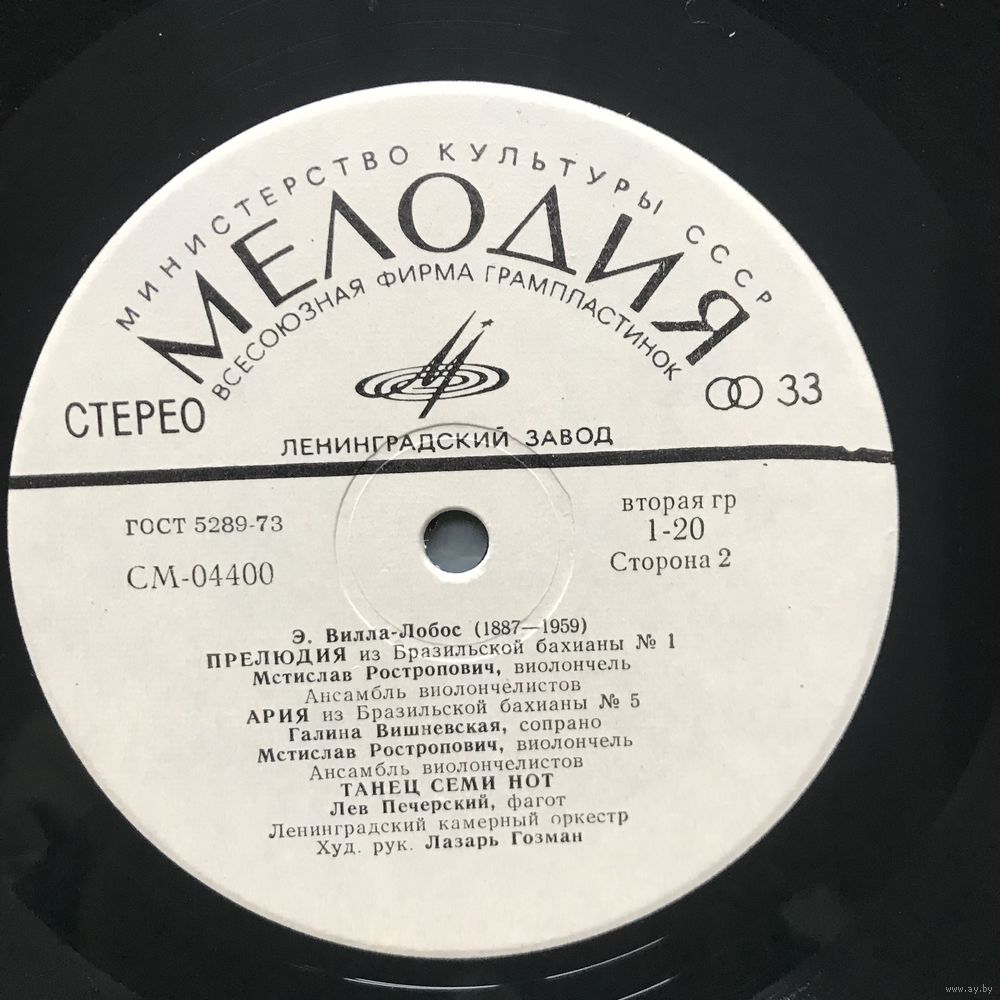 МИНИСТЕРСТВО КУЛЬТУРЫ СССР
МЕЛОДИЯ
ВСЕСОЮЗНАЯ ФИРМА ГРАМПЛАСТИНОК
СТЕРЕО
33
ЛЕНИНГРАДСКИЙ ЗАВОД
ГОСТ 5289-73
вторая гр
1-20
СМ-04400
Сторона 2
Э. Вилла-Лобос (1887—1959)
ПРЕЛЮДИЯ из Бразильской бахианы № 1
Мстислав Ростропович, виолончель
Ансамбль виолончелистов
АРИЯ из Бразильской бахианы № 5
Галина Вишневская, сопрано
Мстислав Ростропович, виолончель
Ансамбль виолончелистов
ТАНЕЦ СЕМИ НОТ
Лев Печерский, фагот
Ленинградский камерный оркестр
Худ. рук. Лазарь Гозман
www.ay.by